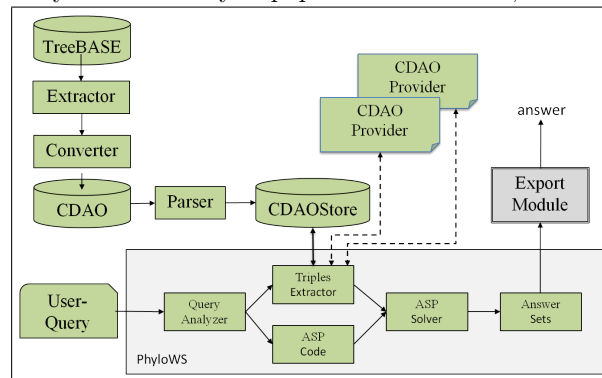 TreeBASE
Extractor
Converter
CDAO
Parser
CDAOStore
CDAO
Provider
CDAO
Provider
answer
Export
Module
User-
Query
Query
Analyzer
Triples
Extractor
ASP
Code
ASP
Solver
Answer
Sets
PhyloWS